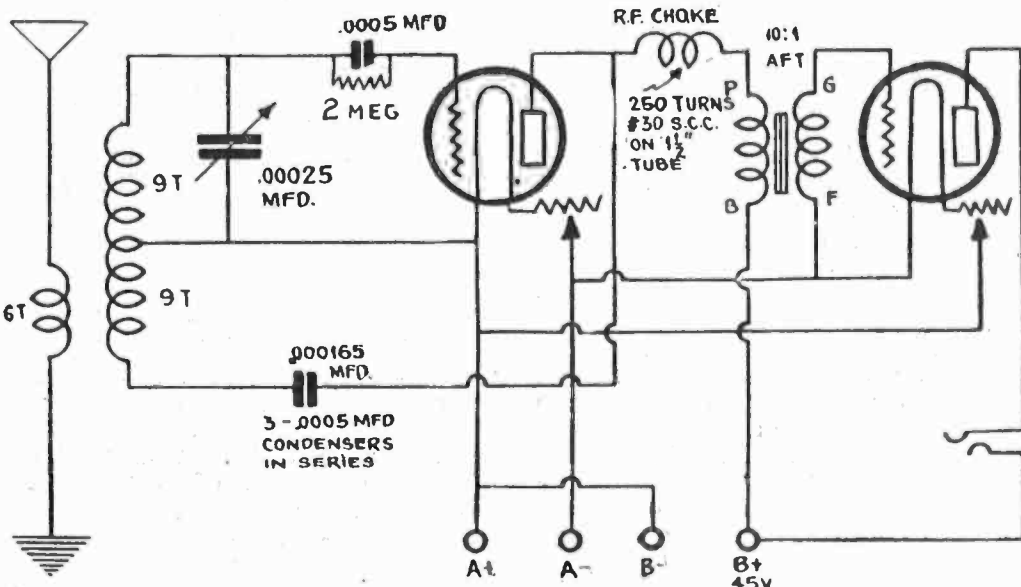 .0005 MFD
2 MEG
R.F. CHOKE
250 TURNS
#30 S.C.C.
ON 1½"
TUBE
10:1
AFT
P
B
G
F
9T
.00025
MFD.
9T
6T
.000165
MFD.
3-.0005 MFD
CONDENSERS
IN SERIES
A+
A-
B-
B+
45V